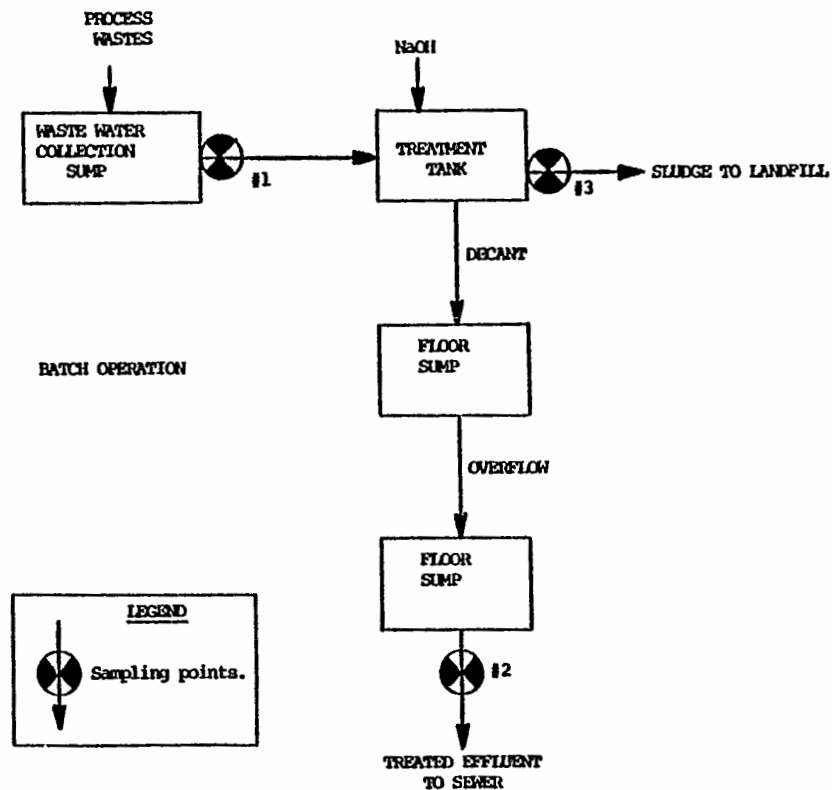 PROCESS
WASTES
NaOH
WASTE WATER
COLLECTION
SUMP
#1
TREATMENT
TANK
#3
SLUDGE TO LANDFILL
DECANT
FLOOR
SUMP
BATCH OPERATION
OVERFLOW
FLOOR
SUMP
LEGEND
Sampling points.
#2
TREATED EFFLUENT
TO SEWER